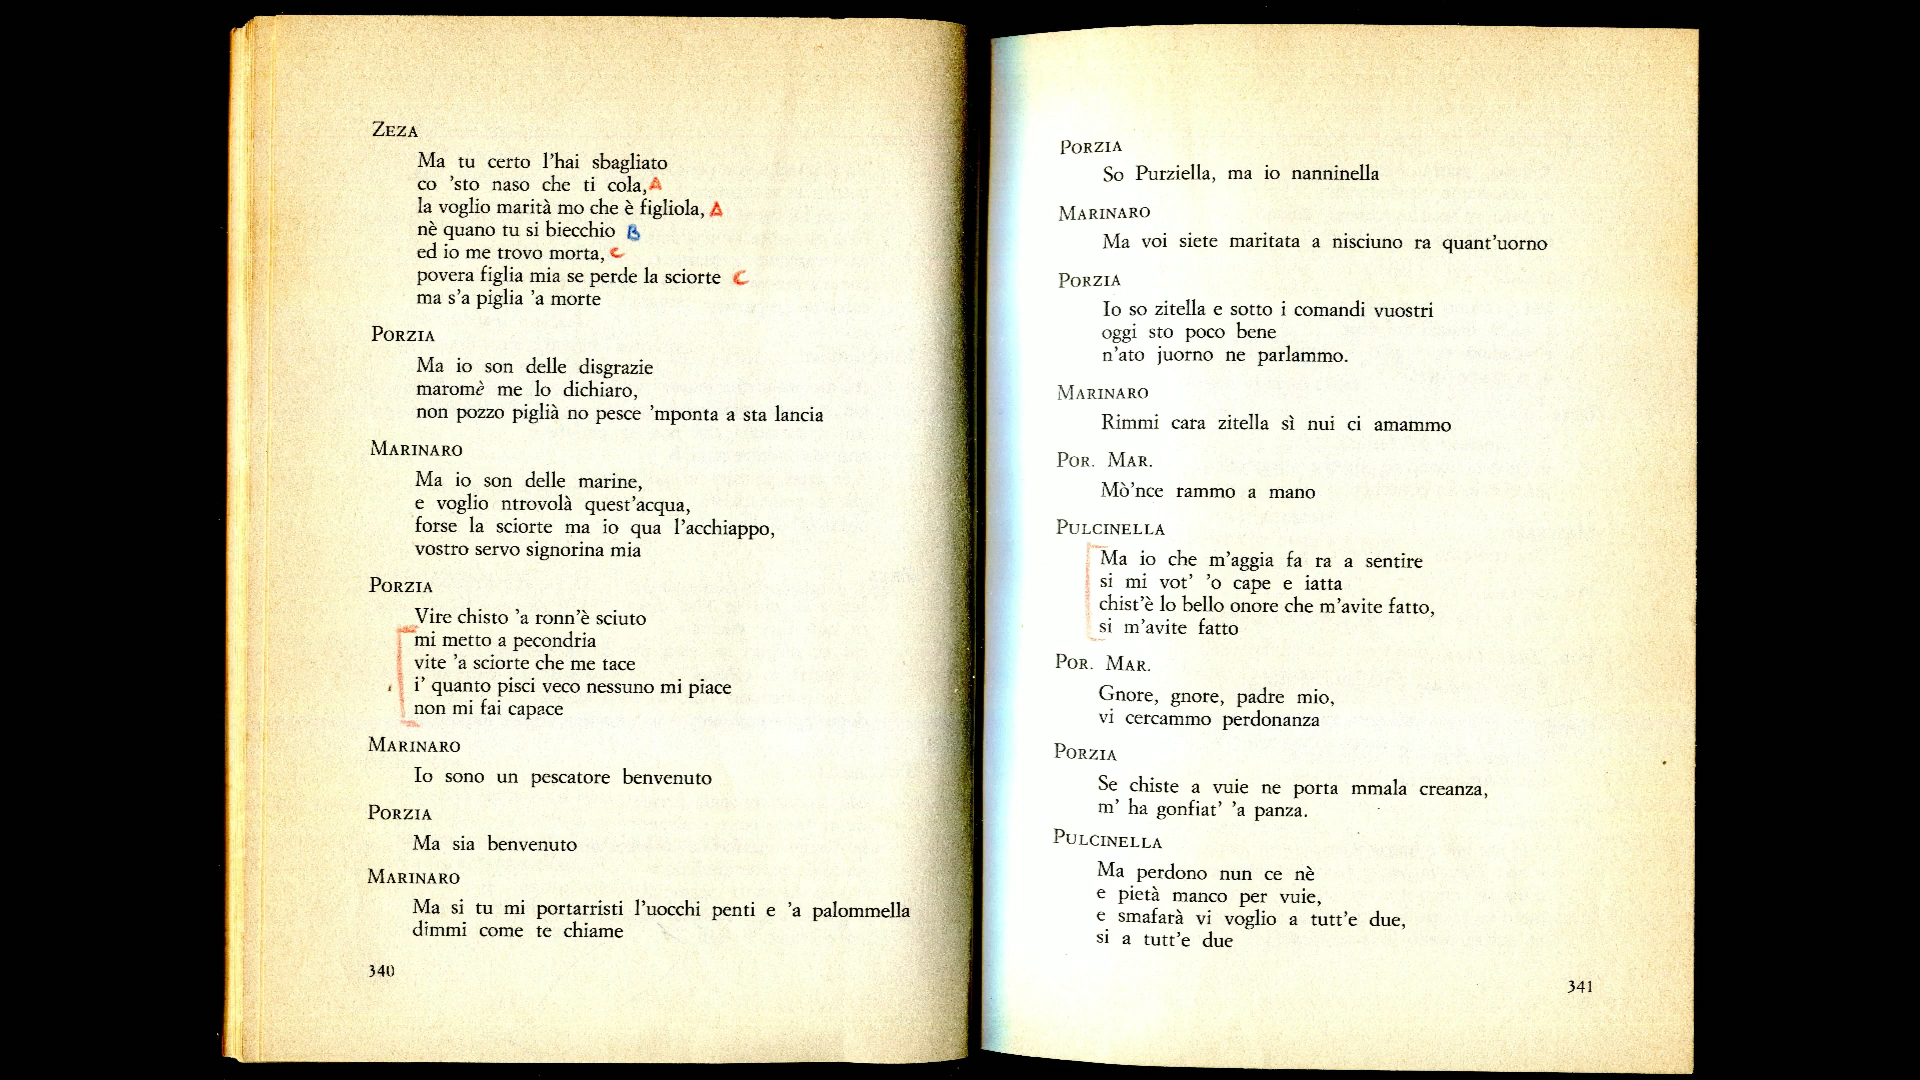 ZEZA
Ma tu certo l'hai sbagliato
co 'sto naso che ti cola, A
la voglio marità mo che è figliola, A
nè quano tu si biecchio B
ed io me trovo morta, C
povera figlia mia se perde la sciorte C
ma s'a piglia 'a morte
PORZIA
Ma io son delle disgrazie
maromè me lo dichiaro,
non pozzo piglià no pesce 'mponta a sta lancia
MARINARO
Ma io son delle marine,
e voglio ntrovolà quest'acqua,
forse la sciorte ma io qua l'acchiappo,
vostro servo signorina mia
PORZIA
Vire chisto 'a ronn'è sciuto
mi metto a pecondria
vite 'a sciorte che me tace
i' quanto pisci veco nessuno mi piace
non mi fai capace
MARINARO
Io sono un pescatore benvenuto
PORZIA
Ma sia benvenuto
MARINARO
Ma si tu mi portarristi l'uocchi penti e 'a palommella
dimmi come te chiame
340
PORZIA
So Purziella, ma io nanninella
MARINARO
Ma voi siete maritata a nisciuno ra quant'uorno
PORZIA
Io so zitella e sotto i comandi vuostri
oggi sto poco bene
n'ato juorno ne parlammo.
MARINARO
Rimmi cara zitella sì nui ci amammo
POR. MAR.
Mò'nce rammo a mano
PULCINELLA
Ma io che m'aggia fa ra a sentire
si mi vot' 'o cape e iatta
chist'è lo bello onore che m'avite fatto,
si m'avite fatto
POR. MAR.
Gnore, gnore, padre mio,
vi cercammo perdonanza
PORZIA
Se chiste a vuie ne porta mmala creanza,
m' ha gonfiat' 'a panza.
PULCINELLA
Ma perdono nun ce nè
e pietà manco per vuie,
e smafarà vi voglio a tutt'e due,
si a tutt'e due
341